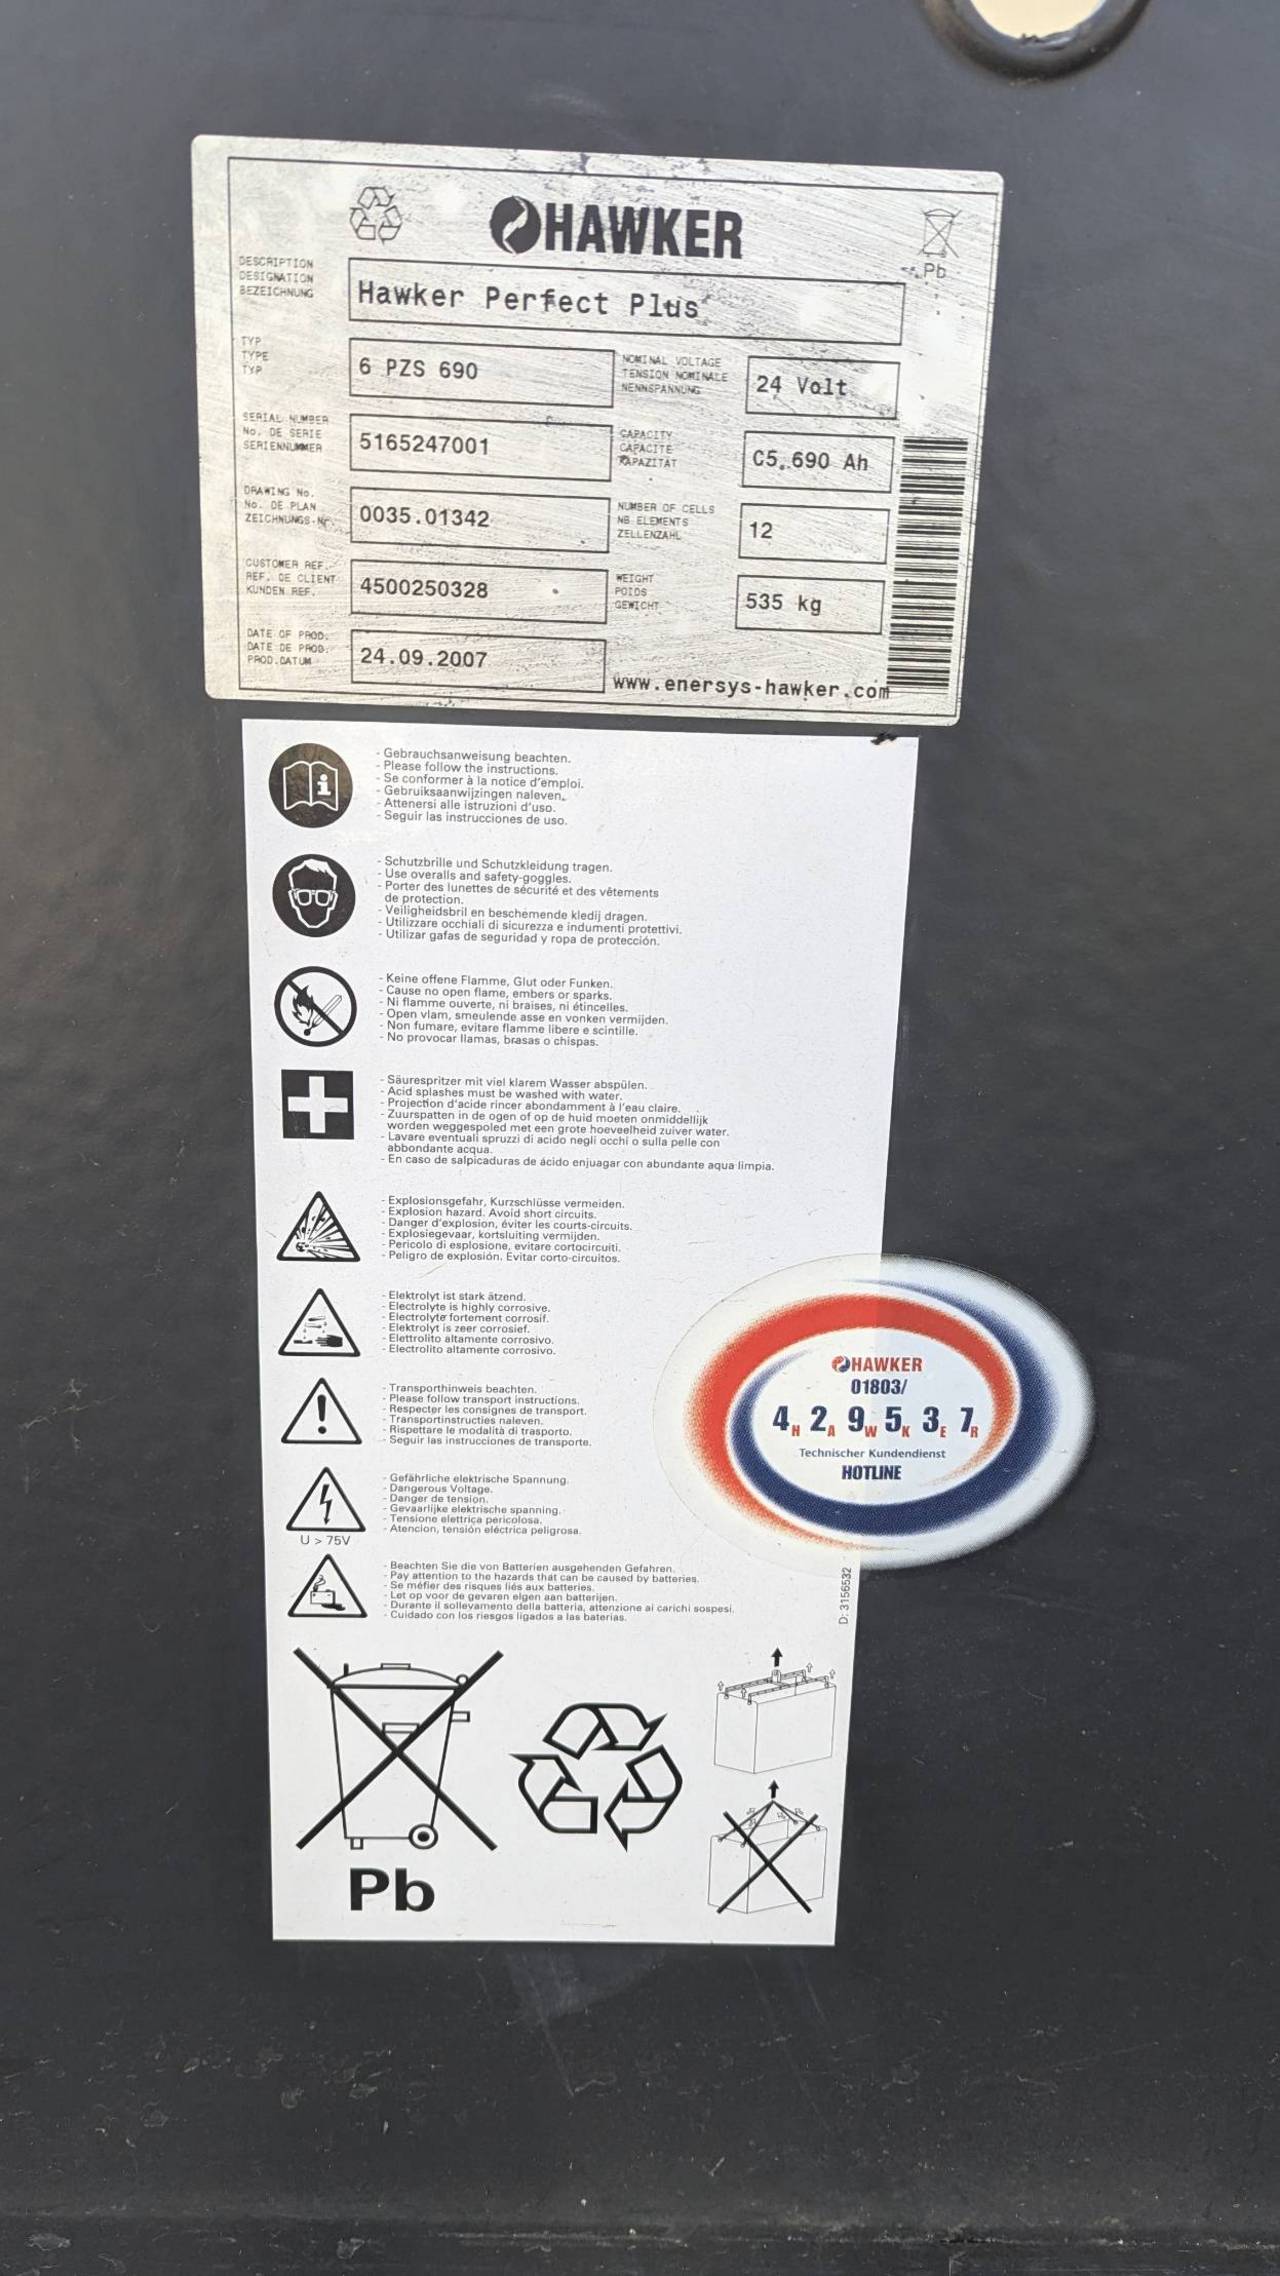 HAWKER
Pb
DESCRIPTION
DESIGNATION
BEZEICHNUNG
Hawker Perfect Plus
TYP
TYPE
TYP
6 PZS 690
NOMINAL VOLTAGE
TENSION NOMINALE
NENNSPANNUNG
24 Volt
SERIAL NUMBER
No. DE SERIE
SERIENNUMMER
5165247001
CAPACITY
CAPACITE
KAPAZITÄT
C5. 690 Ah
DRAWING No.
No. DE PLAN
ZEICHNUNGS-Nr.
0035.01342
NUMBER OF CELLS
NB ELEMENTS
ZELLENZAHL
12
CUSTOMER REF.
REF. DE CLIENT
KUNDEN REF.
4500250328
WEIGHT
POIDS
GEWICHT
535 kg
DATE OF PROD.
DATE DE PROD.
PROD.DATUM
24.09.2007
www.enersys-hawker.com
- Gebrauchsanweisung beachten.
- Please follow the instructions.
- Se conformer à la notice d'emploi.
- Gebruiksaanwijzingen naleven.
- Attenersi alle istruzioni d'uso.
- Seguir las instrucciones de uso.
- Schutzbrille und Schutzkleidung tragen.
- Use overalls and safety-goggles.
- Porter des lunettes de sécurité et des vêtements
de protection.
- Veiligheidsbril en beschemende kledij dragen.
- Utilizzare occhiali di sicurezza e indumenti protettivi.
- Utilizar gafas de seguridad y ropa de protección.
- Keine offene Flamme, Glut oder Funken.
- Cause no open flame, embers or sparks.
- Ni flamme ouverte, ni braises, ni étincelles.
- Open vlam, smeulende asse en vonken vermijden.
- Non fumare, evitare flamme libere e scintille.
- No provocar llamas, brasas o chispas.
- Säurespritzer mit viel klarem Wasser abspülen.
- Acid splashes must be washed with water.
- Projection d'acide rincer abondamment à l'eau claire.
- Zuurspatten in de ogen of op de huid moeten onmiddellijk
worden weggespoled met een grote hoeveelheid zuiver water.
- Lavare eventuali spruzzi di acido negli occhi o sulla pelle con
abbondante acqua.
- En caso de salpicaduras de ácido enjuagar con abundante aqua limpia.
- Explosionsgefahr, Kurzschlüsse vermeiden.
- Explosion hazard. Avoid short circuits.
- Danger d'explosion, éviter les courts-circuits.
- Explosiegevaar, kortsluiting vermijden.
- Pericolo di esplosione, evitare cortocircuiti.
- Peligro de explosión. Evitar corto-circuitos.
- Elektrolyt ist stark ätzend.
- Electrolyte is highly corrosive.
- Electrolyte fortement corrosif.
- Elektrolyt is zeer corrosief.
- Elettrolito altamente corrosivo.
- Electrolito altamente corrosivo.
HAWKER
01803/
4H 2A 9W 5K 3E 7R
Technischer Kundendienst
HOTLINE
- Transporthinweis beachten.
- Please follow transport instructions.
- Respecter les consignes de transport.
- Transportinstructies naleven.
- Rispettare le modalità di trasporto.
- Seguir las instrucciones de transporte.
- Gefährliche elektrische Spannung.
- Dangerous Voltage.
- Danger de tension.
- Gevaarlijke elektrische spanning.
- Tensione elettrica pericolosa.
- Atencion, tensión eléctrica peligrosa.
U > 75V
- Beachten Sie die von Batterien ausgehenden Gefahren.
- Pay attention to the hazards that can be caused by batteries.
- Se méfier des risques liés aux batteries.
- Let op voor de gevaren eigen aan batterijen.
- Durante il sollevamento della batteria, attenzione ai carichi sospesi.
- Cuidado con los riesgos ligados a las baterias.
D: 3156532
Pb